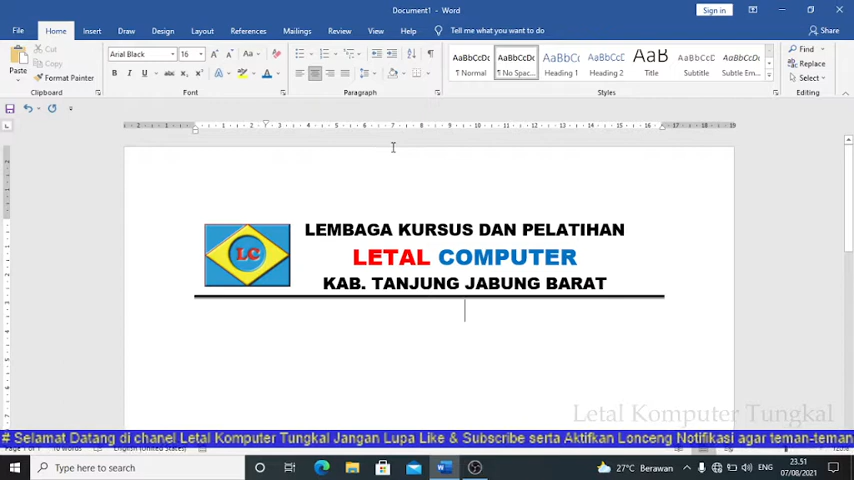 Document1 - Word
Sign in
File Home Insert Draw Design Layout References Mailings Review View Help Tell me what you want to do Share
Paste
Cut
Copy
Format Painter
Clipboard
Arial Black 16
Font
Paragraph
AaBbCcDc ¶ Normal
AaBbCcDc ¶ No Spac...
AaBbCc Heading 1
AaBbCcC Heading 2
AaB Title
AaBbCcD Subtitle
AaBbCcDt Subtle Em...
Styles
Find
Replace
Select
Editing
LC
LEMBAGA KURSUS DAN PELATIHAN
LETAL COMPUTER
KAB. TANJUNG JABUNG BARAT
Letal Komputer Tungkal
# Selamat Datang di chanel Letal Komputer Tungkal Jangan Lupa Like & Subscribe serta Aktifkan Lonceng Notifikasi agar teman-teman
Type here to search
27°C Berawan
ENG
23.51
07/08/2021